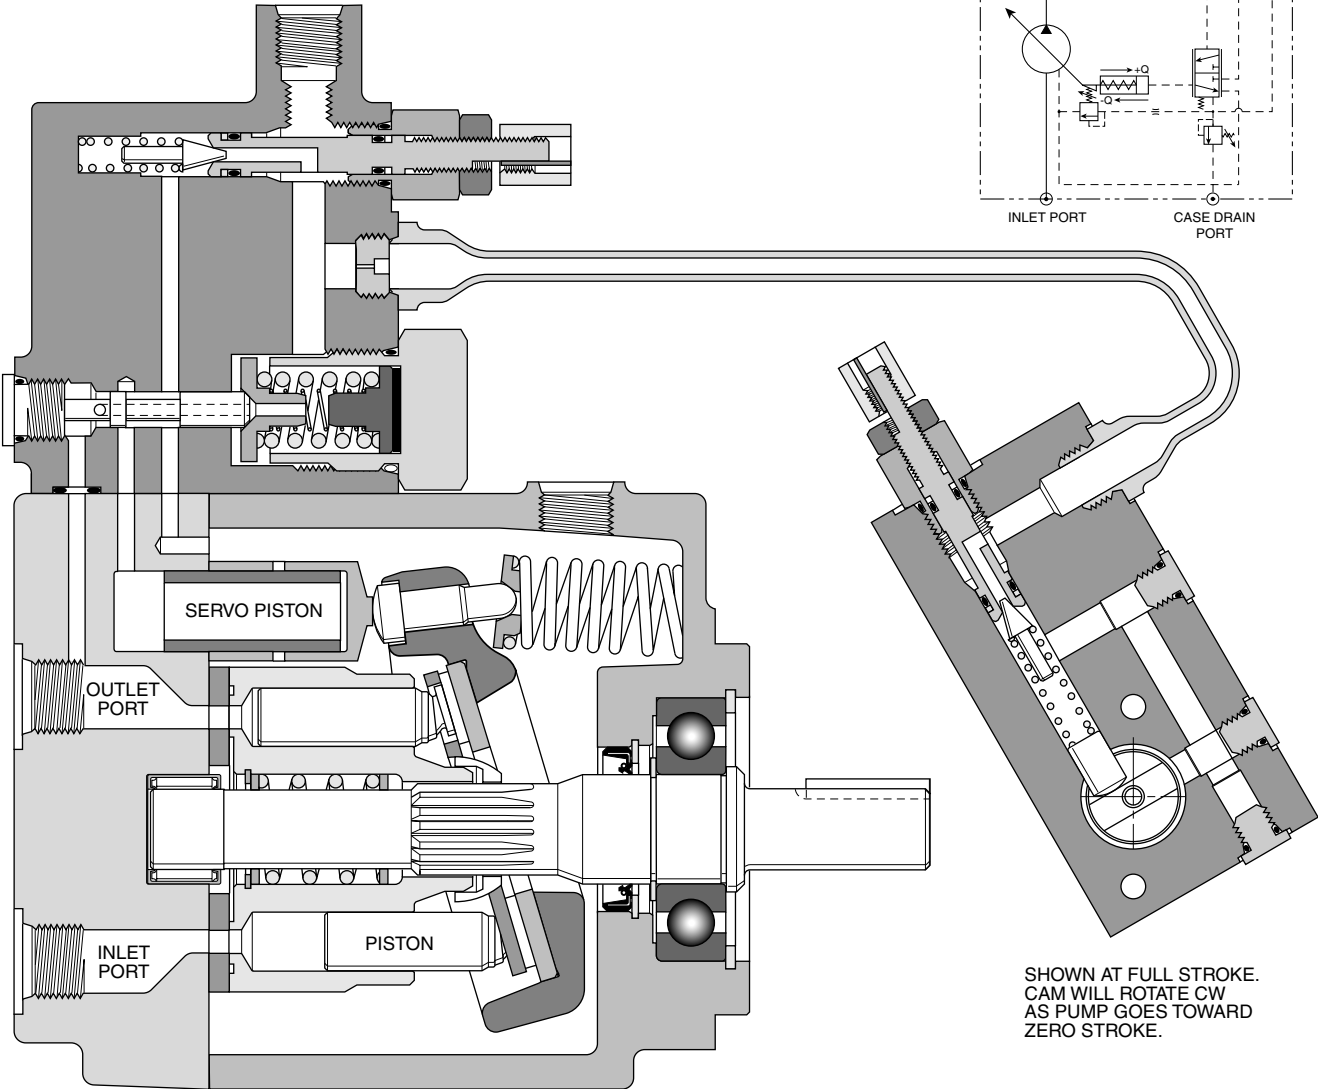 +Q
-Q
INLET PORT
CASE DRAIN
PORT
SERVO PISTON
OUTLET
PORT
PISTON
INLET
PORT
SHOWN AT FULL STROKE.
CAM WILL ROTATE CW
AS PUMP GOES TOWARD
ZERO STROKE.